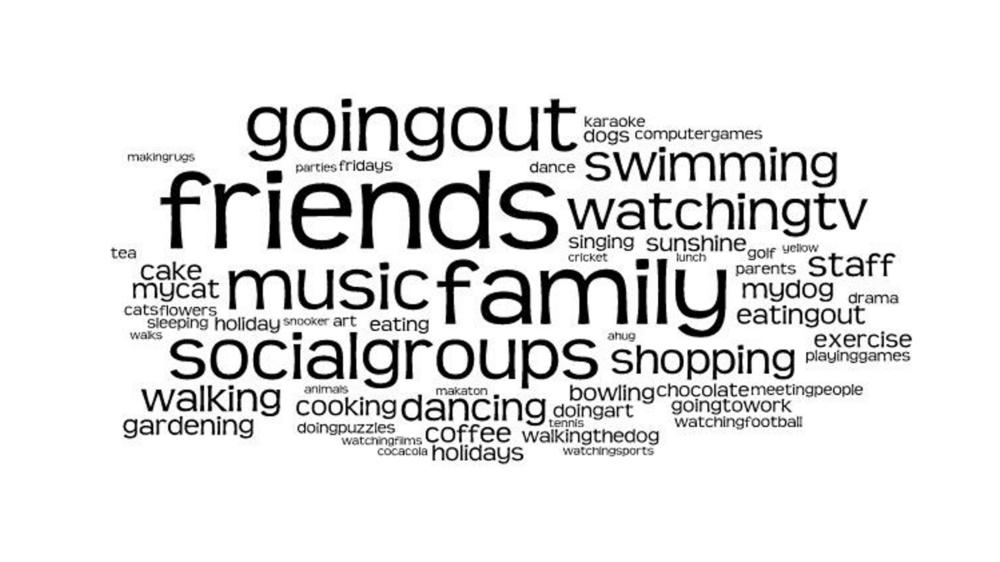 goingout
karaoke
dogs computergames
makingrugs
parties fridays dance swimming
friends watchingtv
singing sunshine
tea cricket lunch golf yellow
cake music family parents staff
mycat mydog drama
cats flowers eatingout
sleeping holiday snooker art eating
walks ahug exercise
socialgroups shopping playinggames
walking animals makaton bowling chocolate meetingpeople
cooking dancing doingart goingtowork
gardening doingpuzzles tennis watchingfootball
coffee walkingthedog
watchingfilms
cocacola holidays watchingsports